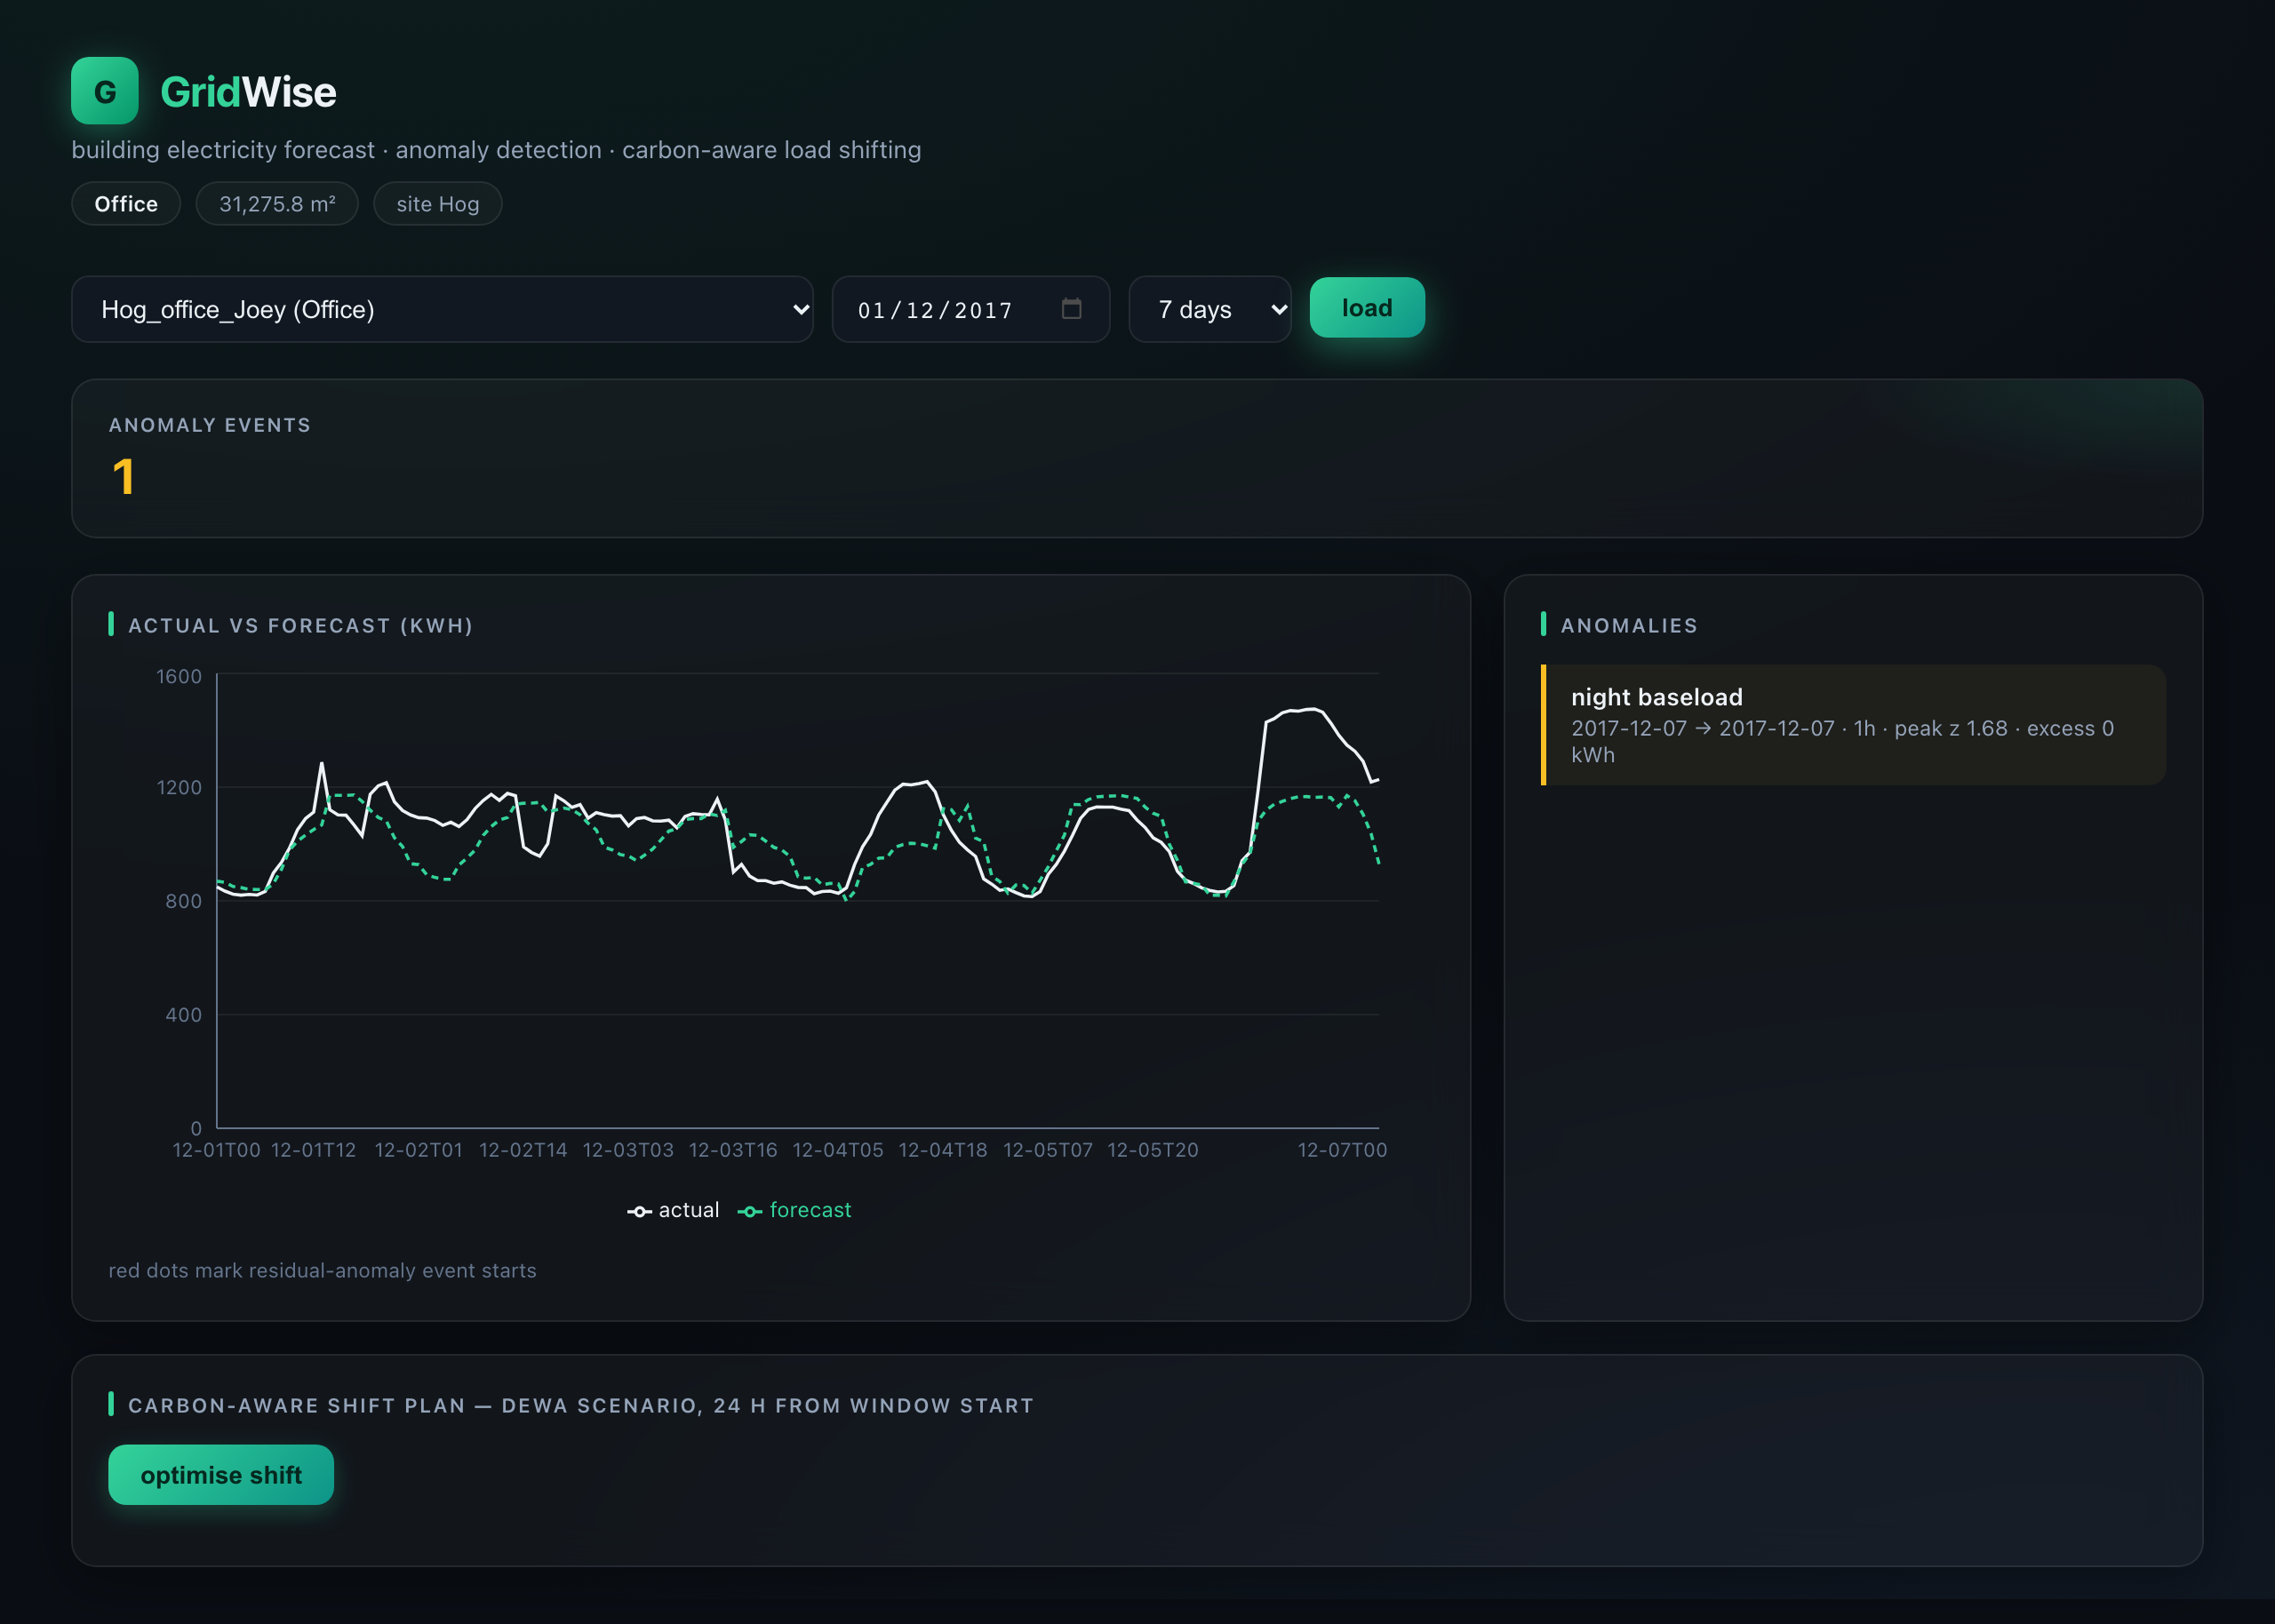 G GridWise
building electricity forecast · anomaly detection · carbon-aware load shifting
Office 31,275.8 m² site Hog
Hog_office_Joey (Office) 01/12/2017 7 days load
ANOMALY EVENTS
1
ACTUAL VS FORECAST (KWH)
1600
1200
800
400
0
12-01T00 12-01T12 12-02T01 12-02T14 12-03T03 12-03T16 12-04T05 12-04T18 12-05T07 12-05T20 12-07T00
actual forecast
red dots mark residual-anomaly event starts
ANOMALIES
night baseload
2017-12-07 → 2017-12-07 · 1h · peak z 1.68 · excess 0
kWh
CARBON-AWARE SHIFT PLAN — DEWA SCENARIO, 24 H FROM WINDOW START
optimise shift